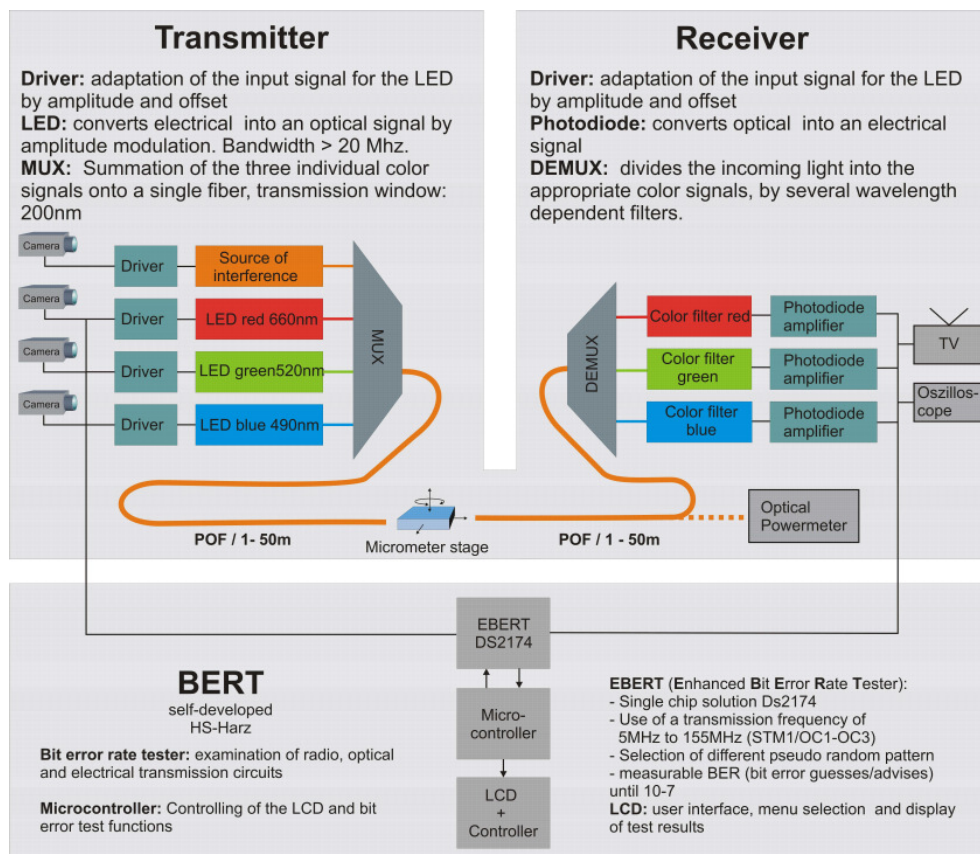 Transmitter
Driver: adaptation of the input signal for the LED
by amplitude and offset
LED: converts electrical into an optical signal by
amplitude modulation. Bandwidth > 20 Mhz.
MUX: Summation of the three individual color
signals onto a single fiber, transmission window:
200nm
Camera
Driver
Source of
interference
Camera
Driver
LED red 660nm
Camera
Driver
LED green520nm
Camera
Driver
LED blue 490nm
MUX
POF / 1- 50m
Micrometer stage
Receiver
Driver: adaptation of the input signal for the LED
by amplitude and offset
Photodiode: converts optical into an electrical
signal
DEMUX: divides the incoming light into the
appropriate color signals, by several wavelength
dependent filters.
DEMUX
Color filter red
Photodiode
amplifier
Color filter
green
Photodiode
amplifier
Color filter
blue
Photodiode
amplifier
TV
Oszillos-
cope
POF / 1 - 50m
Optical
Powermeter
BERT
self-developed
HS-Harz
Bit error rate tester: examination of radio, optical
and electrical transmission circuits
Microcontroller: Controlling of the LCD and bit
error test functions
EBERT
DS2174
Micro-
controller
LCD
+
Controller
EBERT (Enhanced Bit Error Rate Tester):
- Single chip solution Ds2174
- Use of a transmission frequency of
5MHz to 155MHz (STM1/OC1-OC3)
- Selection of different pseudo random pattern
- measurable BER (bit error guesses/advises)
until 10-7
LCD: user interface, menu selection and display
of test results